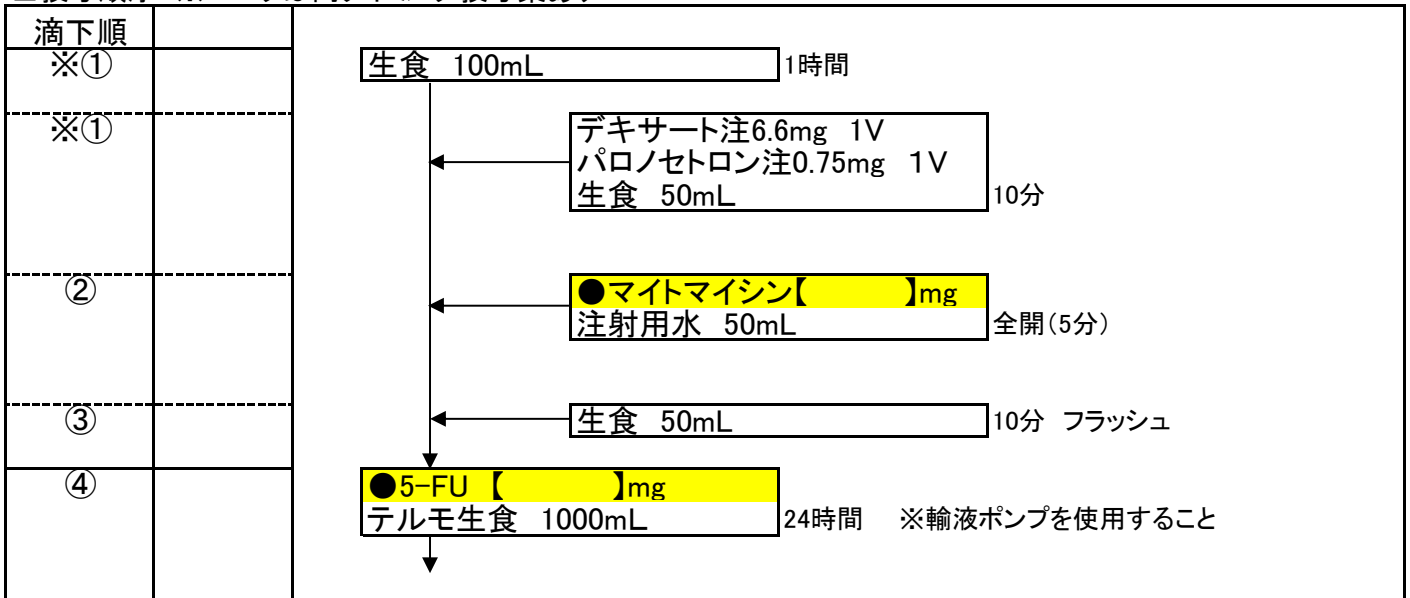 滴下順
※① 生食 100mL 1時間
※① デキサート注6.6mg 1V
パロノセトロン注0.75mg 1V
生食 50mL 10分
② ●マイトマイシン【 】mg
注射用水 50mL 全開(5分)
③ 生食 50mL 10分 フラッシュ
④ ●5-FU 【 】mg
テルモ生食 1000mL 24時間 ※輸液ポンプを使用すること